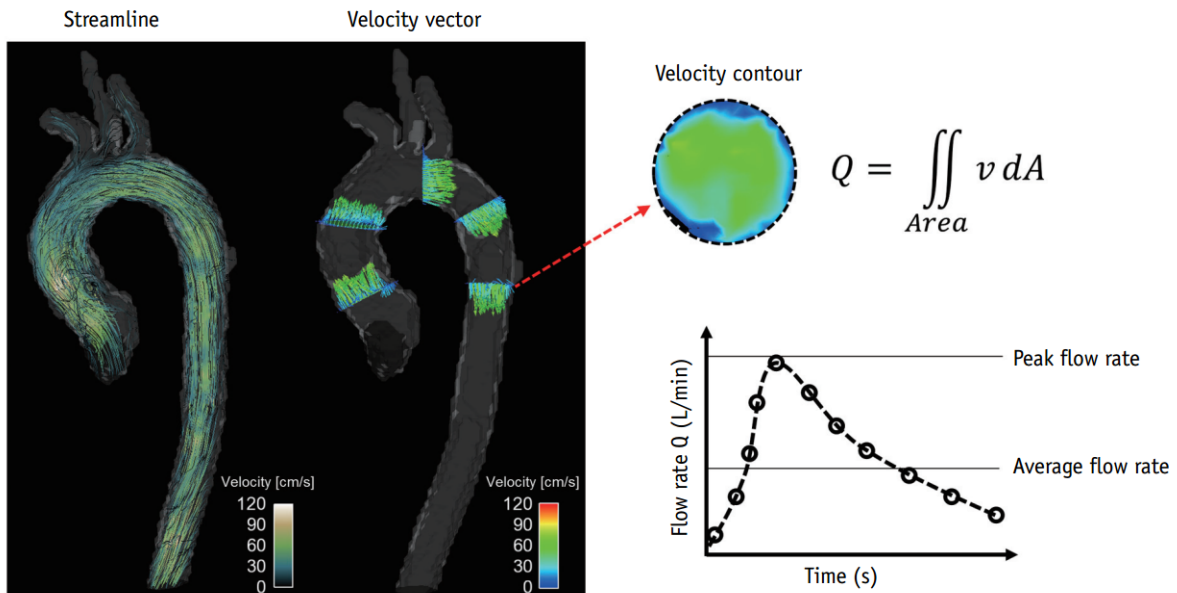 Streamline
Velocity vector
Velocity [cm/s]
120
90
60
30
0
Velocity [cm/s]
120
90
60
30
0
Velocity contour
Q = ∬ v dA
Area
Flow rate Q (L/min)
Time (s)
Peak flow rate
Average flow rate